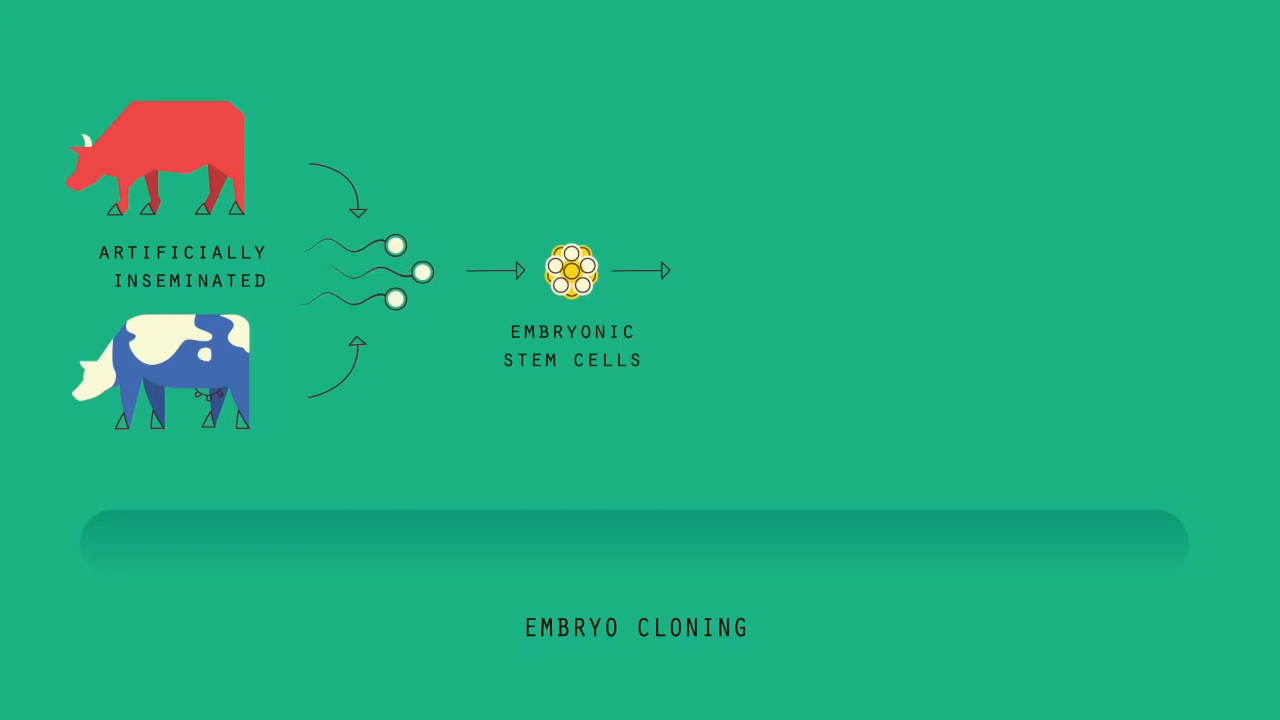 ARTIFICIALLY
INSEMINATED
EMBRYONIC
STEM CELLS
EMBRYO CLONING